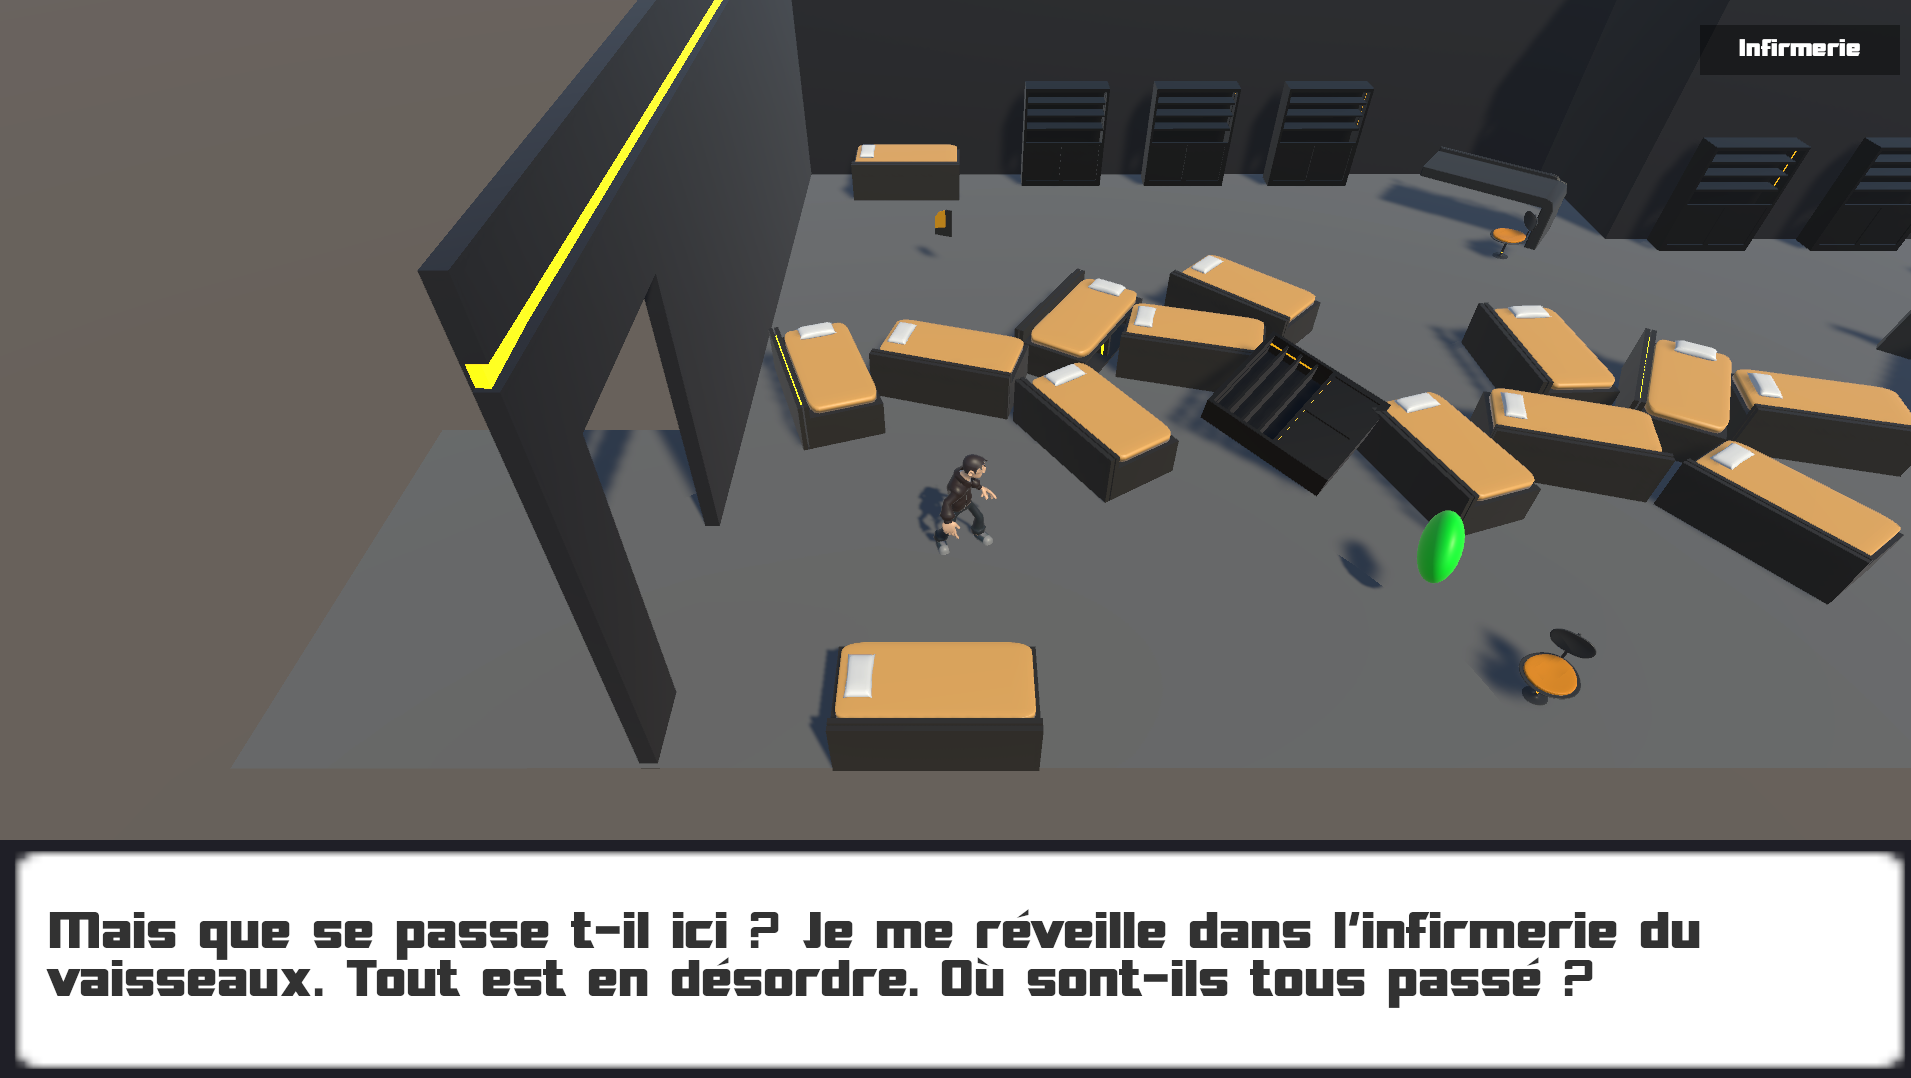 Infirmerie
Mais que se passe t-il ici ? Je me réveille dans l'infirmerie du
vaisseaux. Tout est en désordre. Où sont-ils tous passé ?